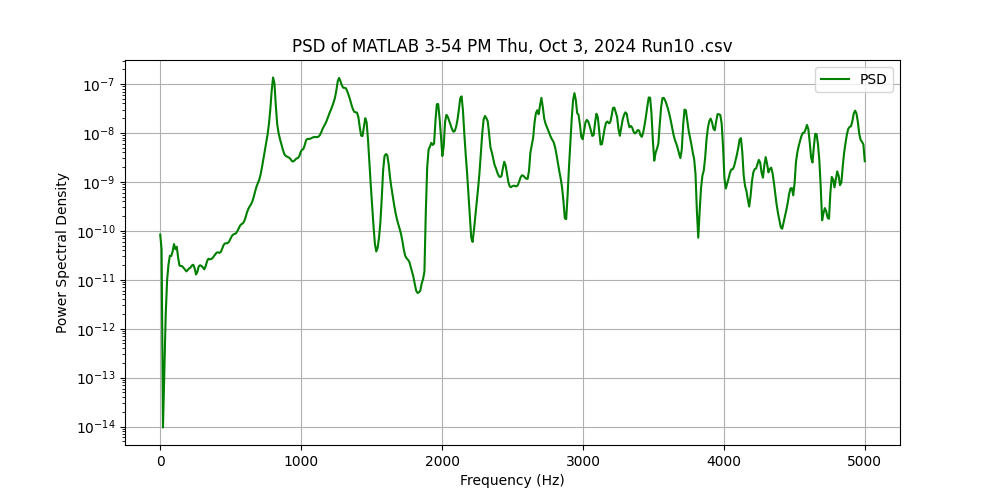 PSD of MATLAB 3-54 PM Thu, Oct 3, 2024 Run10 .csv
PSD
Power Spectral Density
10⁻⁷
10⁻⁸
10⁻⁹
10⁻¹⁰
10⁻¹¹
10⁻¹²
10⁻¹³
10⁻¹⁴
0 1000 2000 3000 4000 5000
Frequency (Hz)